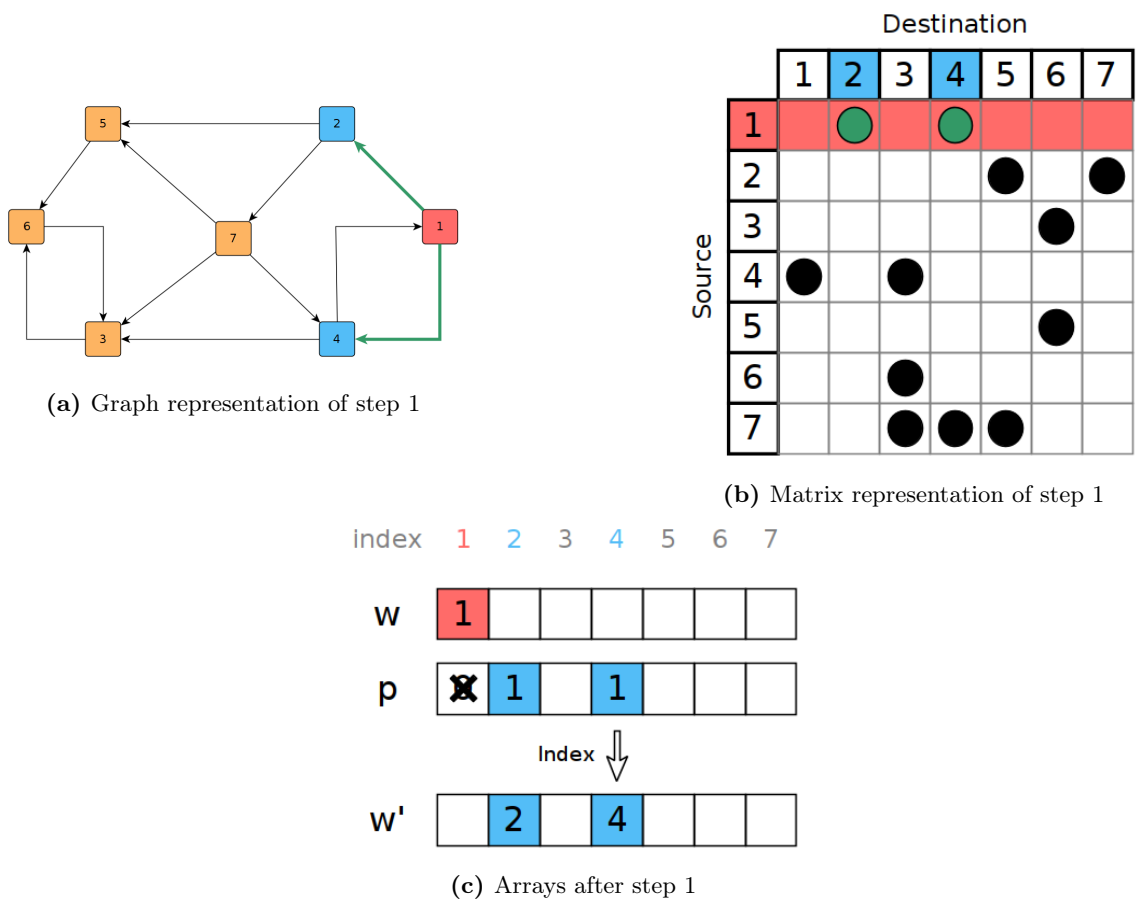 5
2
6
1
7
3
4
(a) Graph representation of step 1
Destination
1 2 3 4 5 6 7
Source
1
2
3
4
5
6
7
(b) Matrix representation of step 1
index 1 2 3 4 5 6 7
w 1
p 1 1
Index
w' 2 4
(c) Arrays after step 1